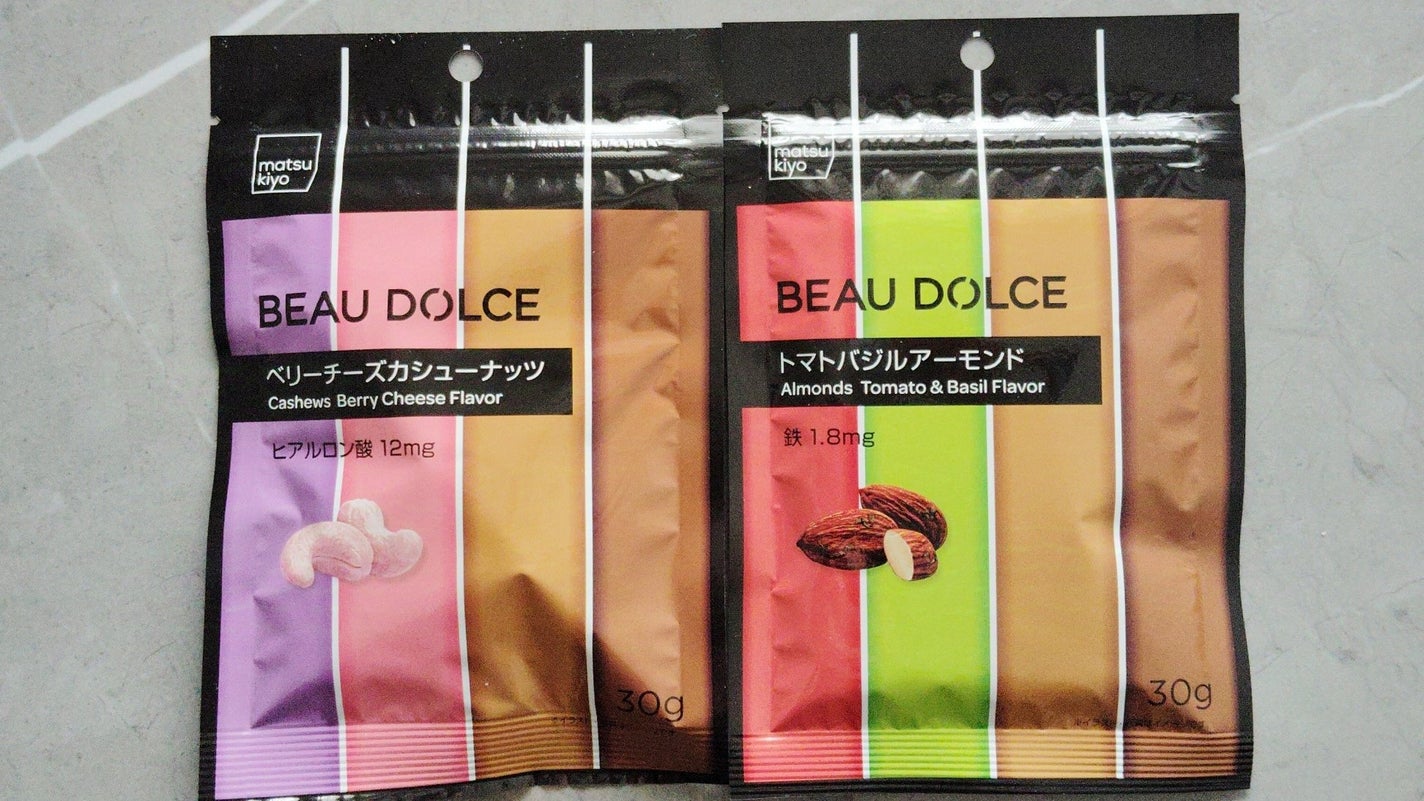 matsu
kiyo
BEAU DOLCE
ベリーチーズカシューナッツ
Cashews Berry Cheese Flavor
ヒアルロン酸 12mg
30g
matsu
kiyo
BEAU DOLCE
トマトバジルアーモンド
Almonds Tomato & Basil Flavor
鉄 1.8mg
30g